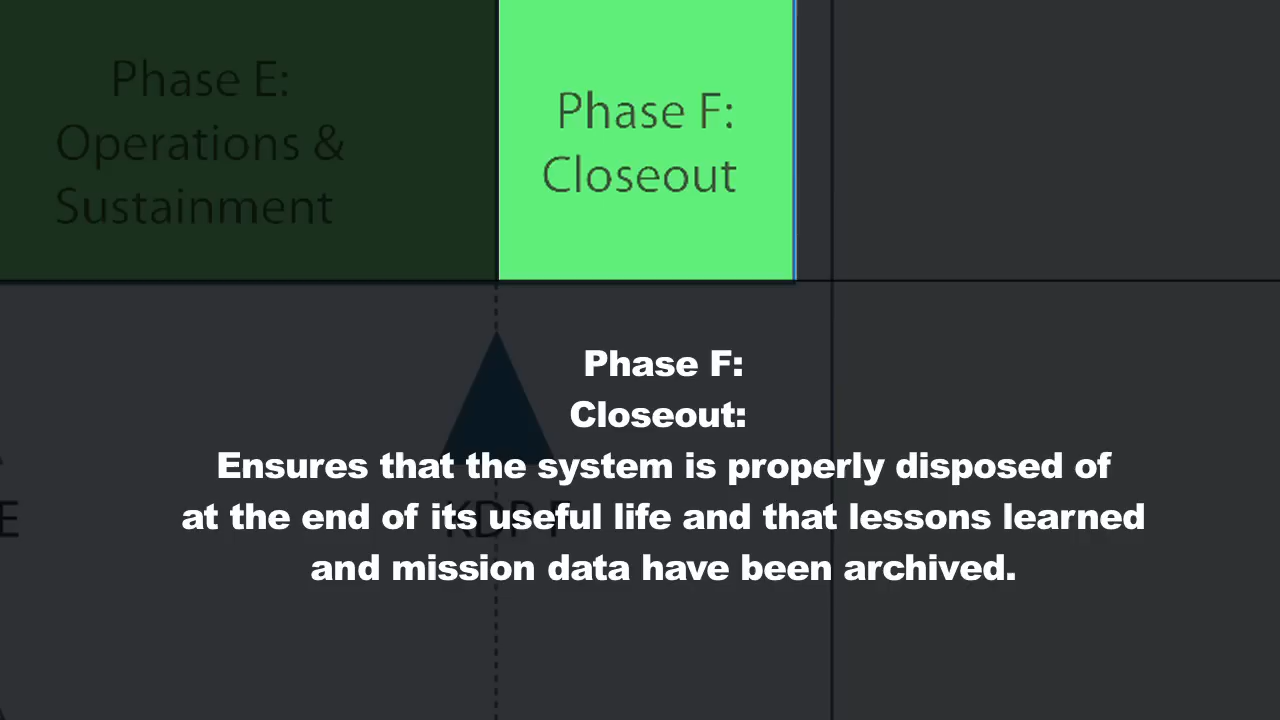 Phase E:
Operations &
Sustainment
Phase F:
Closeout
Phase F:
Closeout:
Ensures that the system is properly disposed of
at the end of its useful life and that lessons learned
and mission data have been archived.
E
KDP F